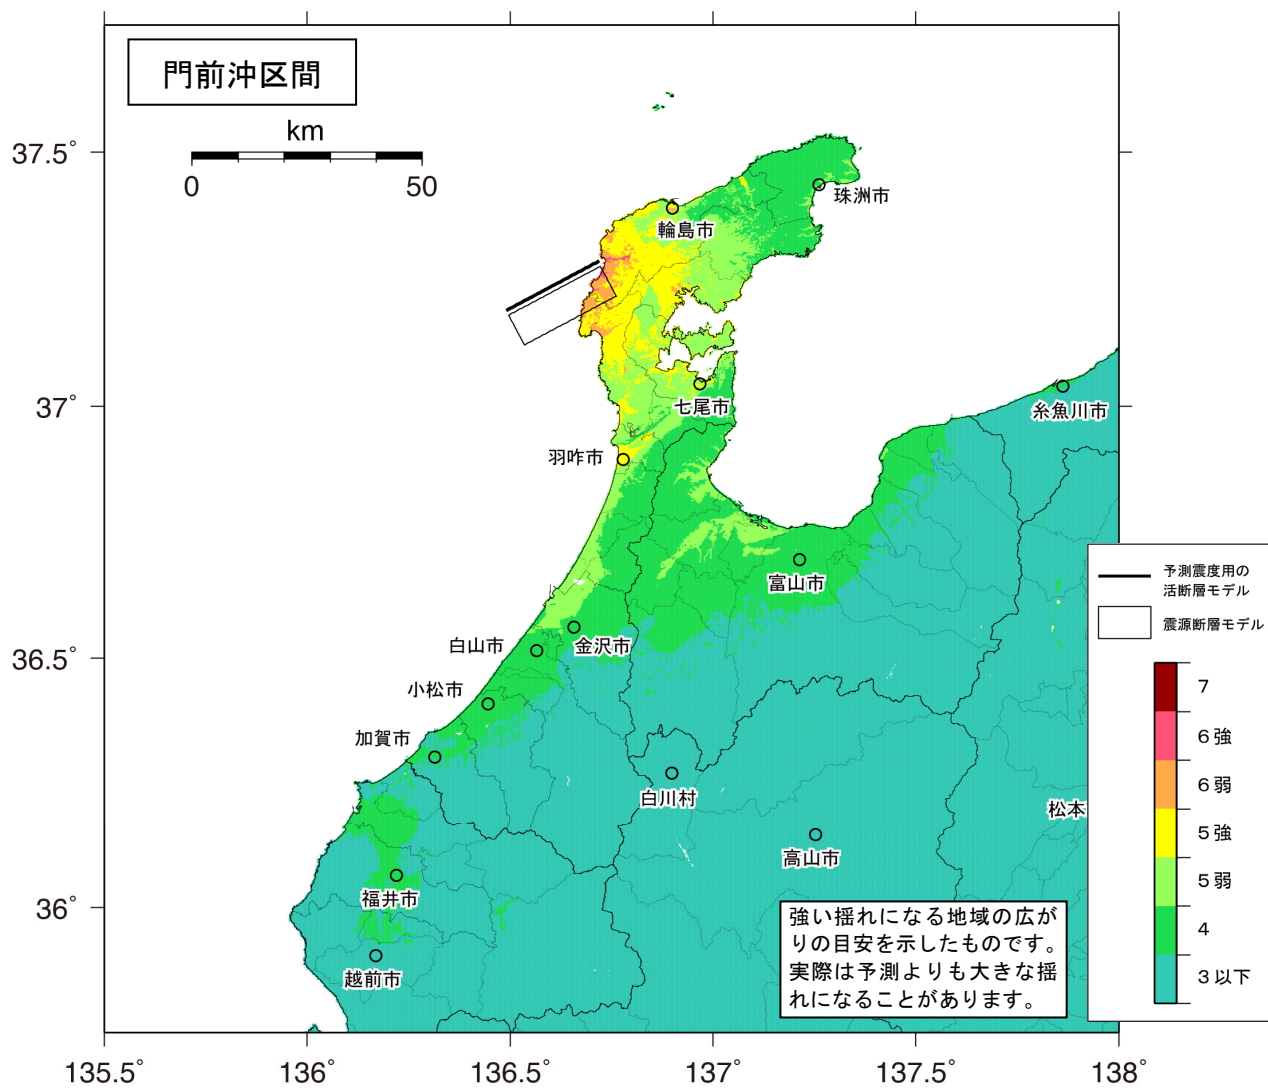 門前沖区間
km
0 50
37.5°
37°
36.5°
36°
135.5° 136° 136.5° 137° 137.5° 138°
珠洲市
輪島市
七尾市
糸魚川市
羽咋市
富山市
金沢市
白山市
小松市
加賀市
白川村
松本
高山市
福井市
越前市
予測震度用の
活断層モデル
震源断層モデル
7
6強
6弱
5強
5弱
4
3以下
強い揺れになる地域の広が
りの目安を示したものです。
実際は予測よりも大きな揺
れになることがあります。